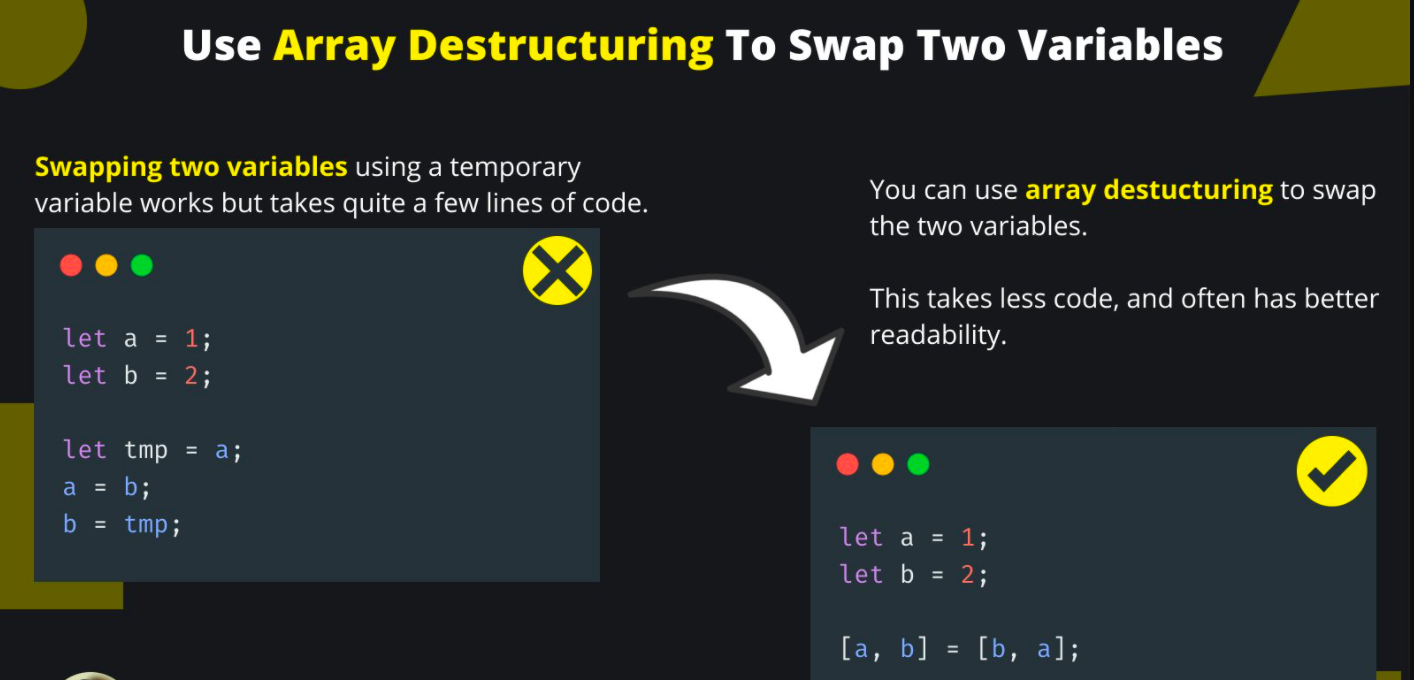 Use Array Destructuring To Swap Two Variables
Swapping two variables using a temporary
variable works but takes quite a few lines of code.
let a = 1;
let b = 2;
let tmp = a;
a = b;
b = tmp;
You can use array destucturing to swap
the two variables.
This takes less code, and often has better
readability.
let a = 1;
let b = 2;
[a, b] = [b, a];